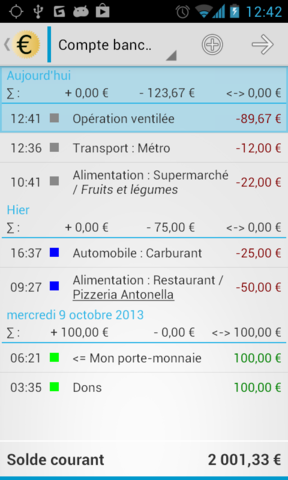 12:42
Compte banc..
Aujourd'hui
Σ : + 0,00 € - 123,67 € <-> 0,00 €
12:41 Opération ventilée -89,67 €
12:36 Transport : Métro -12,00 €
10:41 Alimentation : Supermarché / Fruits et légumes -22,00 €
Hier
Σ : + 0,00 € - 75,00 € <-> 0,00 €
16:37 Automobile : Carburant -25,00 €
09:27 Alimentation : Restaurant / Pizzeria Antonella -50,00 €
mercredi 9 octobre 2013
Σ : + 100,00 € - 0,00 € <-> 100,00 €
06:21 <= Mon porte-monnaie 100,00 €
03:35 Dons 100,00 €
Solde courant 2 001,33 €